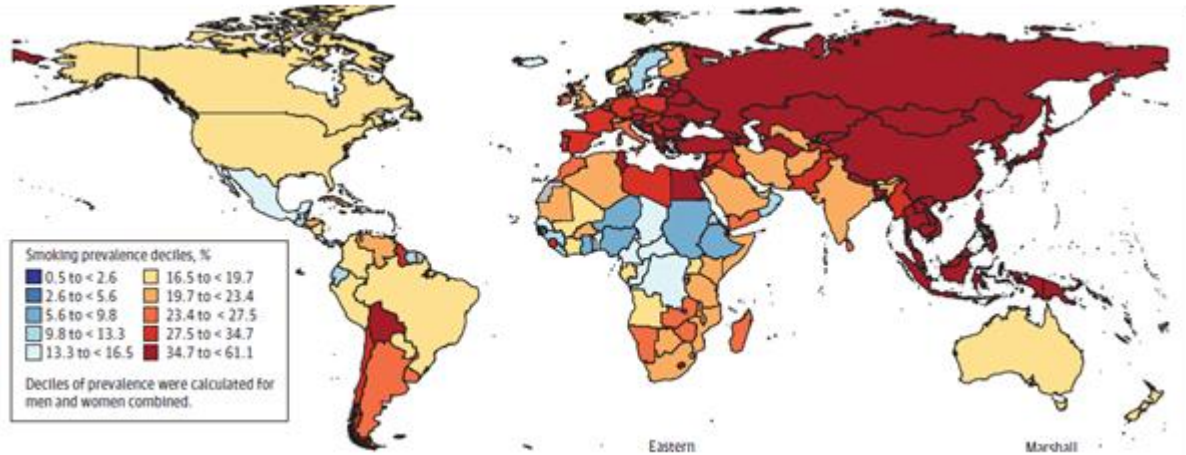 Smoking prevalence deciles, %
0.5 to < 2.6 16.5 to < 19.7
2.6 to < 5.6 19.7 to < 23.4
5.6 to < 9.8 23.4 to < 27.5
9.8 to < 13.3 27.5 to < 34.7
13.3 to < 16.5 34.7 to < 61.1
Deciles of prevalence were calculated for
men and women combined.
Eastern Marshall